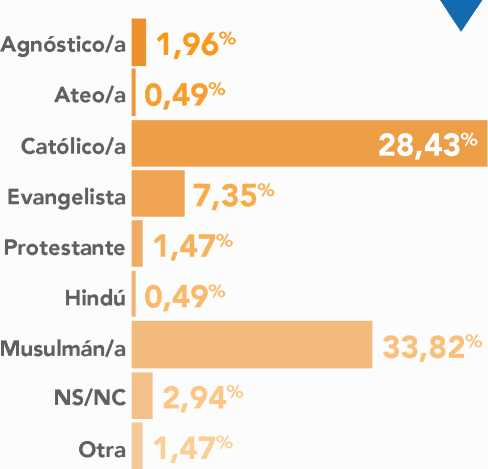 Agnóstico/a 1,96%
Ateo/a 0,49%
Católico/a 28,43%
Evangelista 7,35%
Protestante 1,47%
Hindú 0,49%
Musulmán/a 33,82%
NS/NC 2,94%
Otra 1,47%